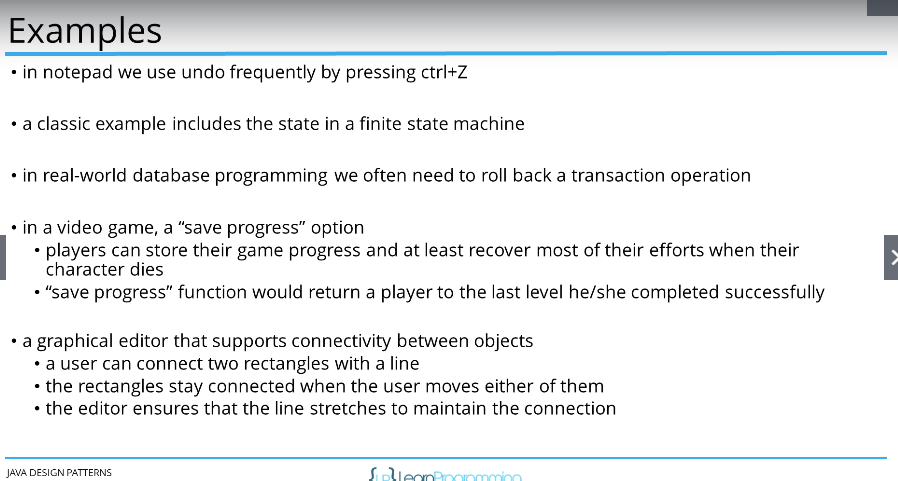 Examples
• in notepad we use undo frequently by pressing ctrl+Z
• a classic example includes the state in a finite state machine
• in real-world database programming we often need to roll back a transaction operation
• in a video game, a “save progress” option
• players can store their game progress and at least recover most of their efforts when their
character dies
• “save progress” function would return a player to the last level he/she completed successfully
• a graphical editor that supports connectivity between objects
• a user can connect two rectangles with a line
• the rectangles stay connected when the user moves either of them
• the editor ensures that the line stretches to maintain the connection
JAVA DESIGN PATTERNS
{LP} LearnProgramming